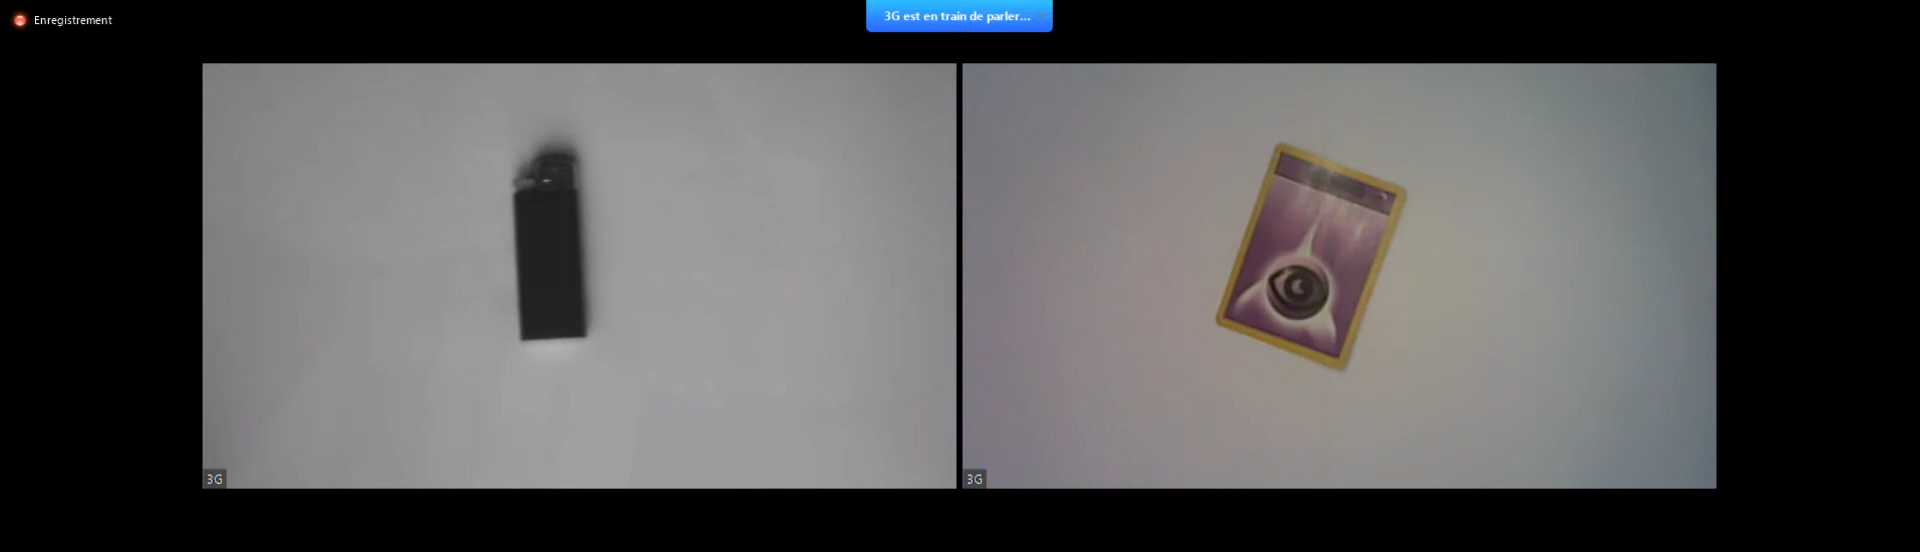 Enregistrement
3G est en train de parler...
3G
3G